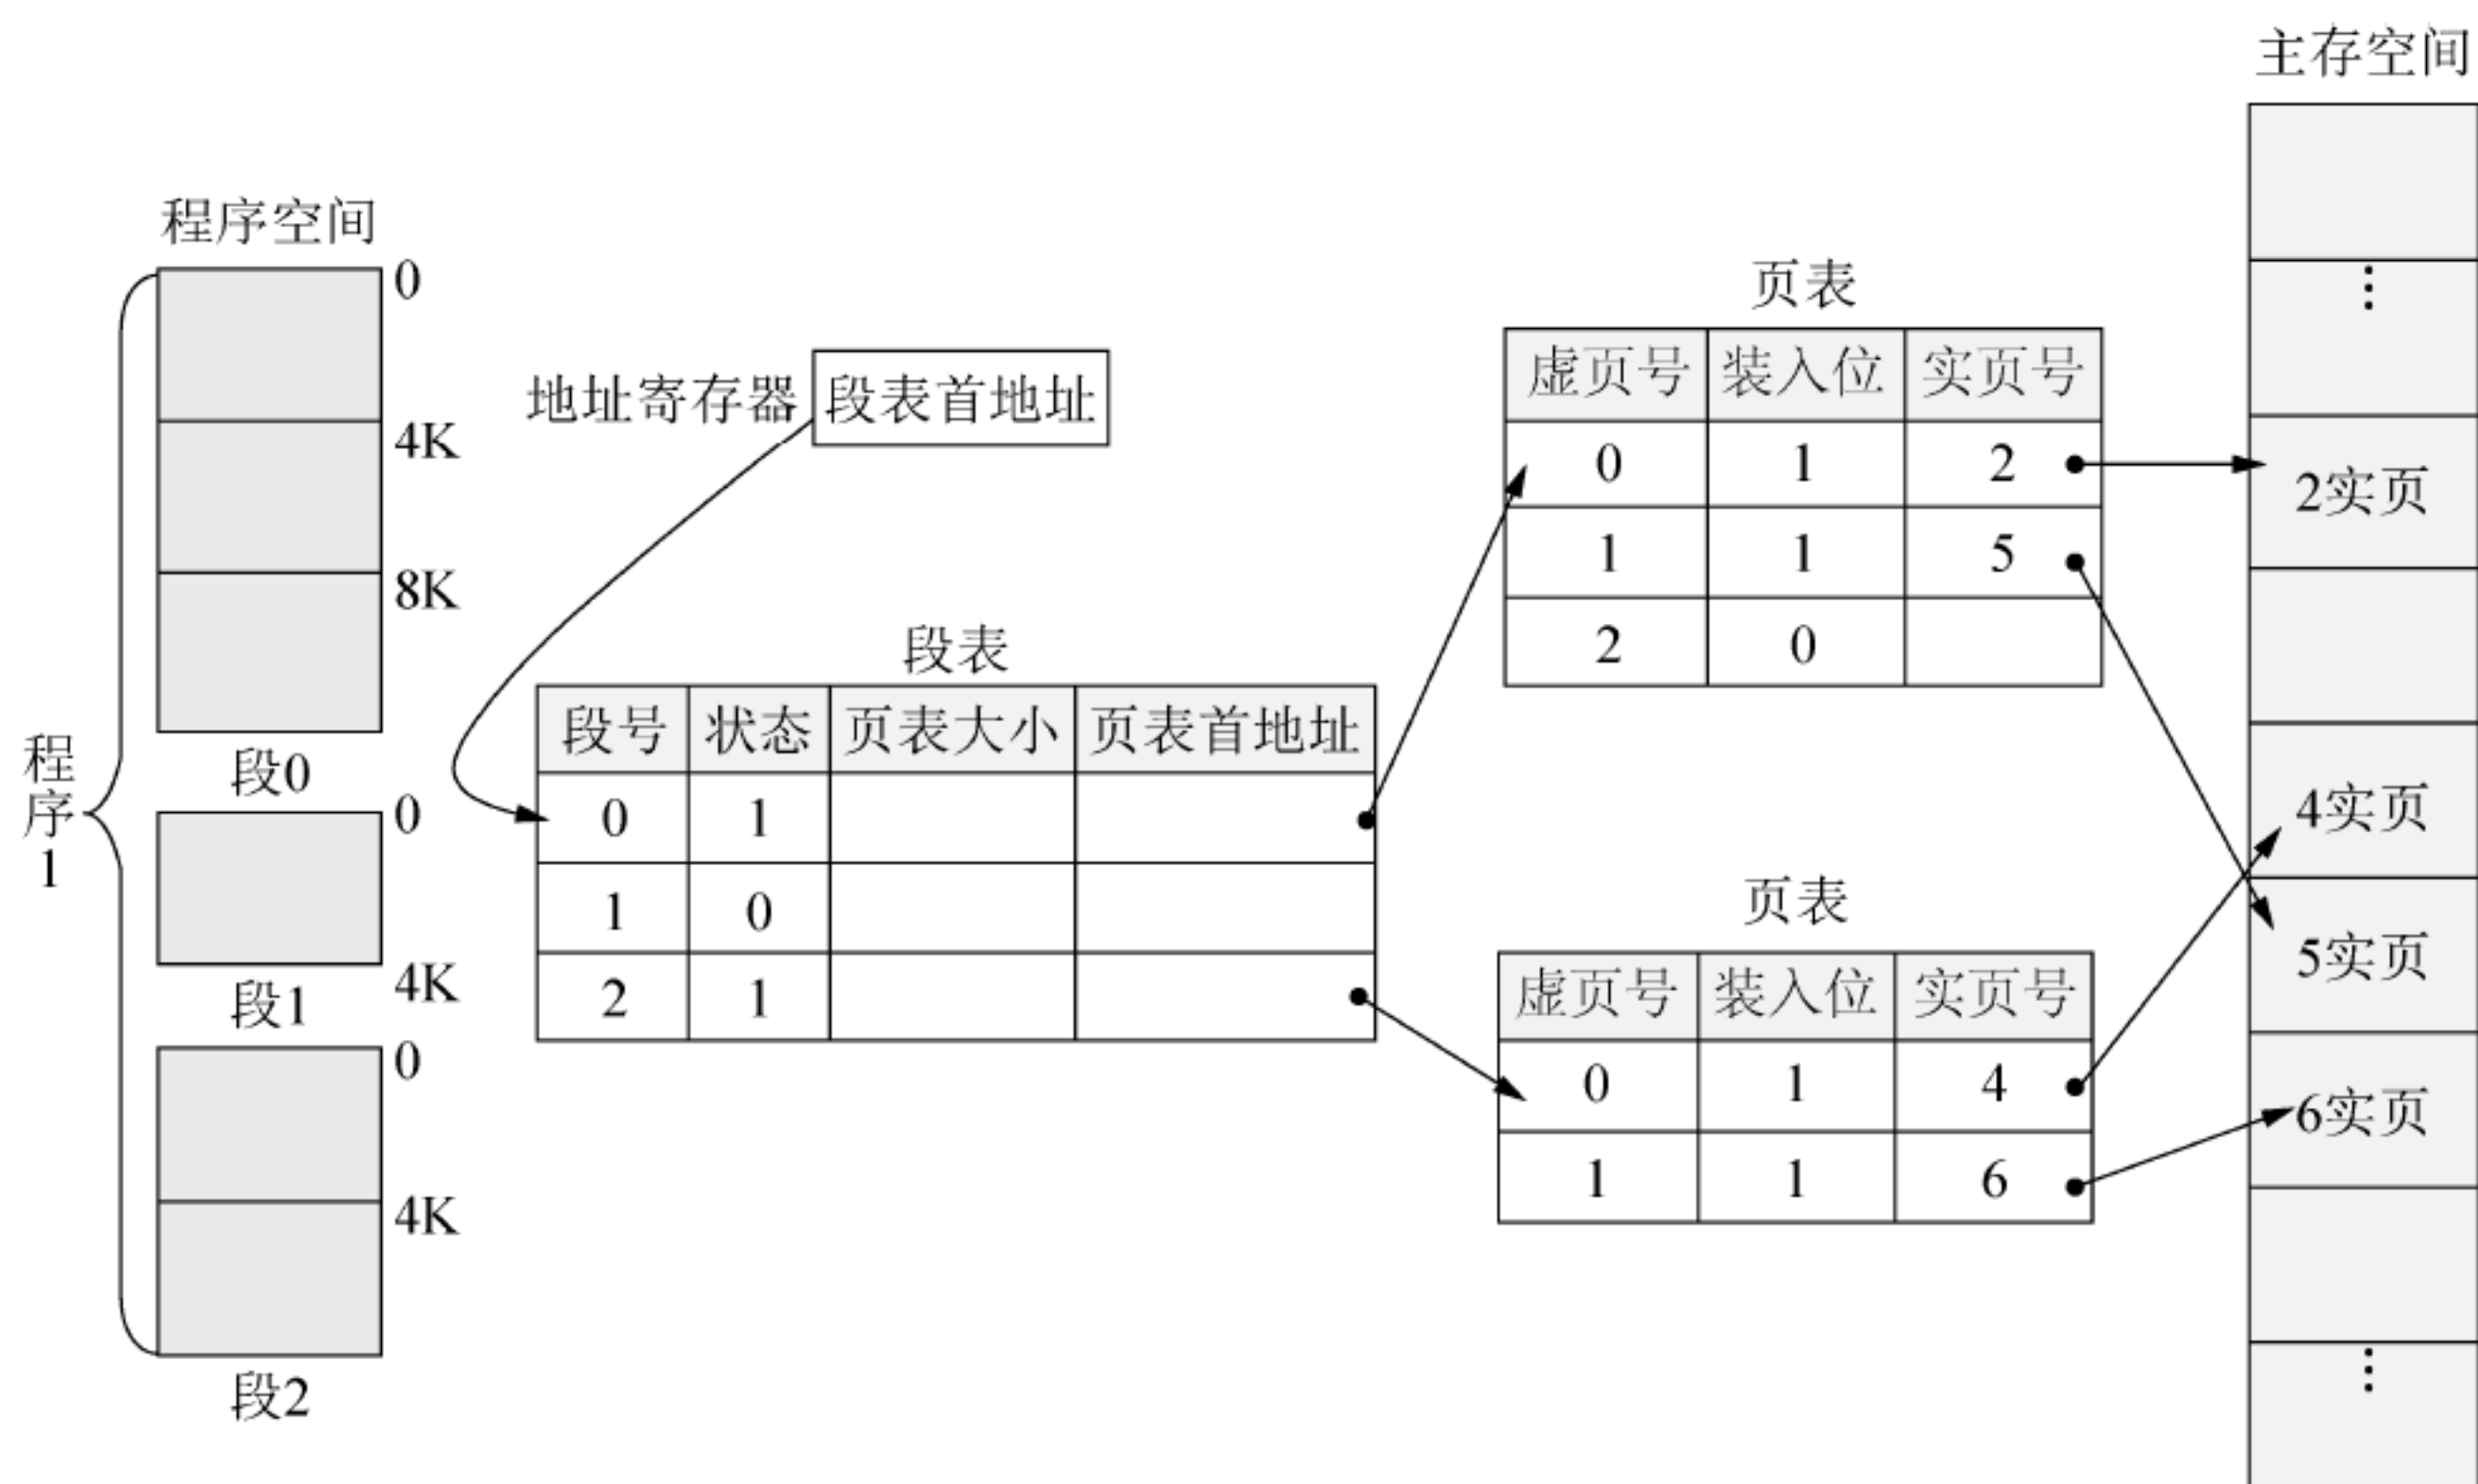 主存空间
程序空间
0
4K
8K
段0
0
4K
段1
0
4K
段2
程序1
地址寄存器 段表首地址
段表
段号 状态 页表大小 页表首地址
0 1
1 0
2 1
页表
虚页号 装入位 实页号
0 1 2
1 1 5
2 0
页表
虚页号 装入位 实页号
0 1 4
1 1 6
⋮
2实页
4实页
5实页
6实页
⋮